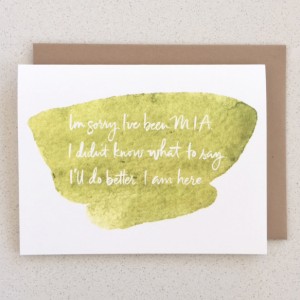 I'm sorry. I've been M.I.A.
I didn't know what to say.
I'll do better. I am here.